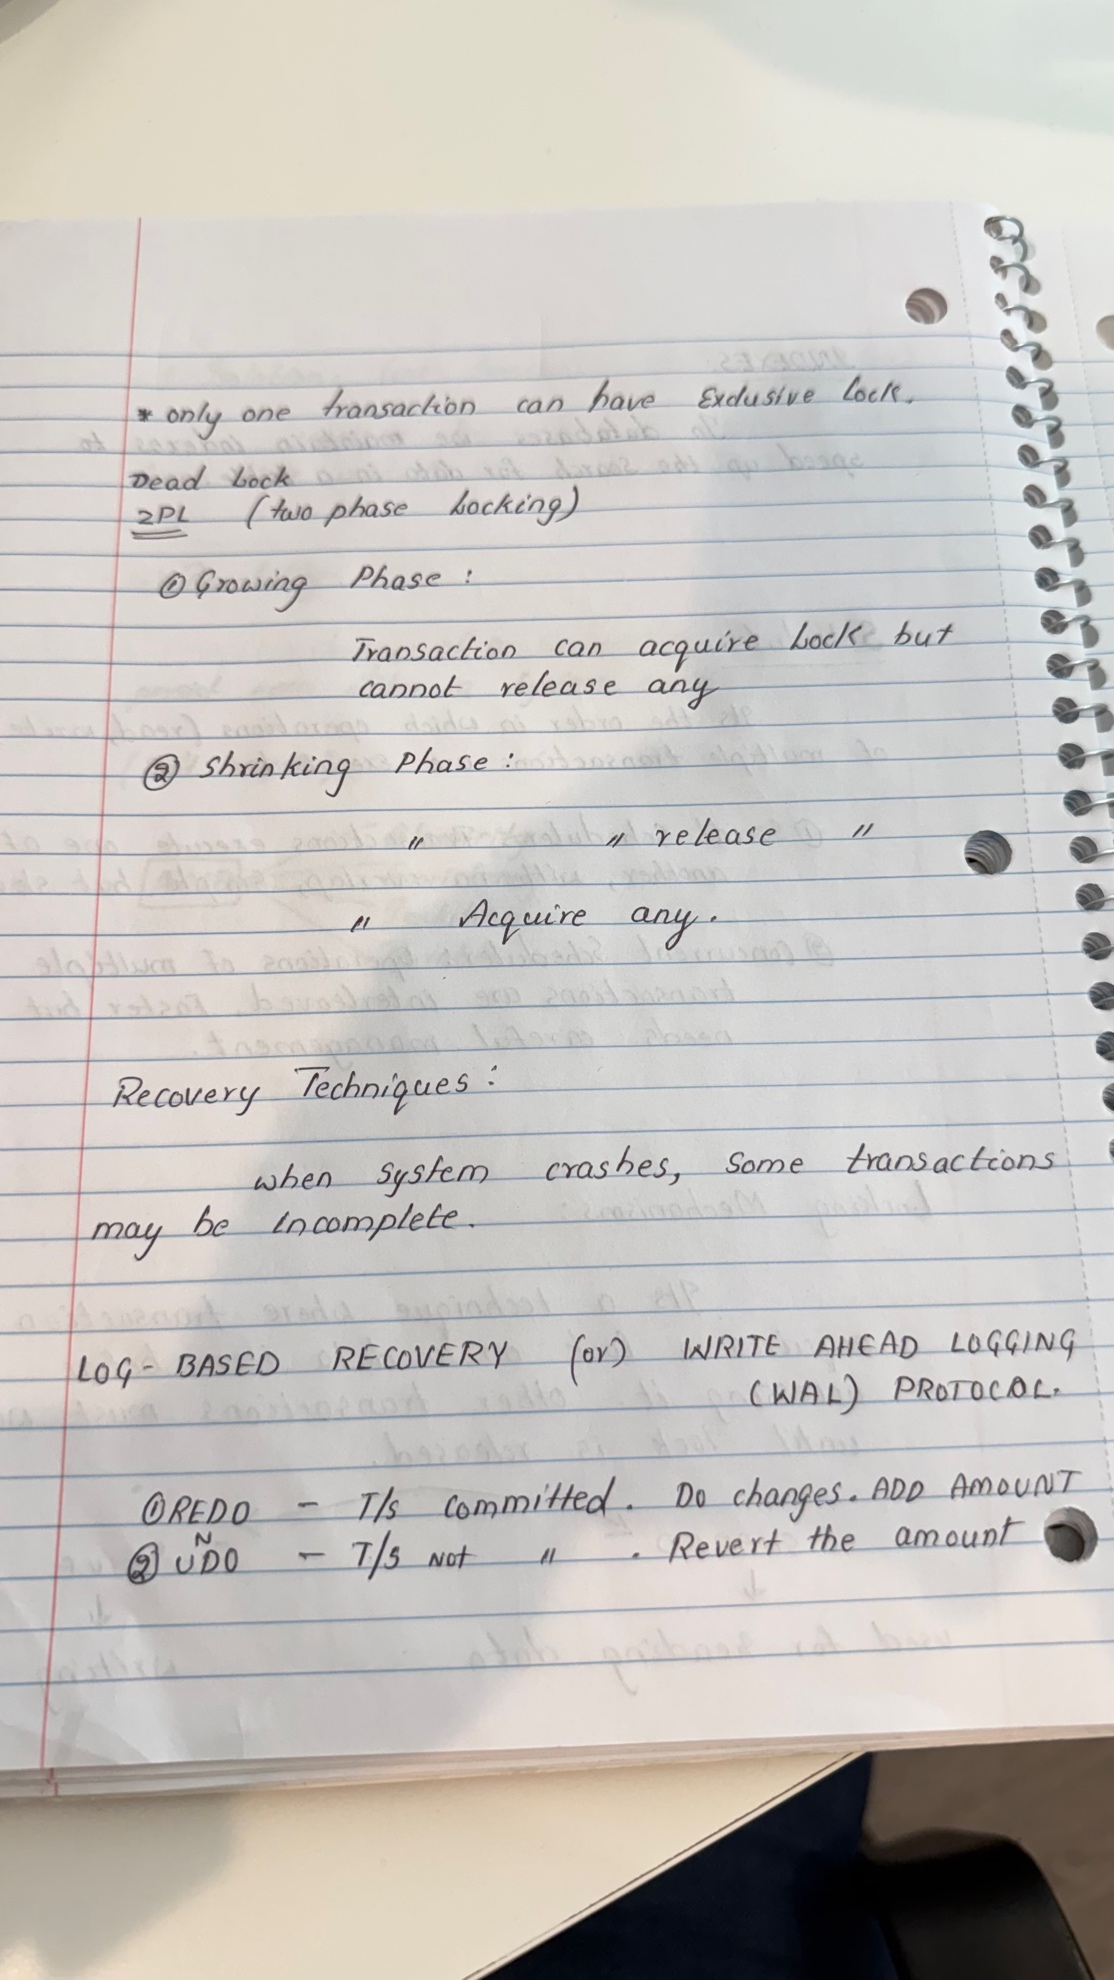 * only one transaction can have Exclusive Lock.
Dead Lock
2PL (two phase Locking)
① Growing Phase :
Transaction can acquire Lock but
cannot release any
② Shrinking Phase :
" " release "
" Acquire any.
Recovery Techniques :
when system crashes, some transactions
may be incomplete.
LOG-BASED RECOVERY (or) WRITE AHEAD LOGGING
(WAL) PROTOCOL.
① REDO - T/s committed. Do changes. ADD AMOUNT
② UNDO - T/s NOT " . Revert the amount